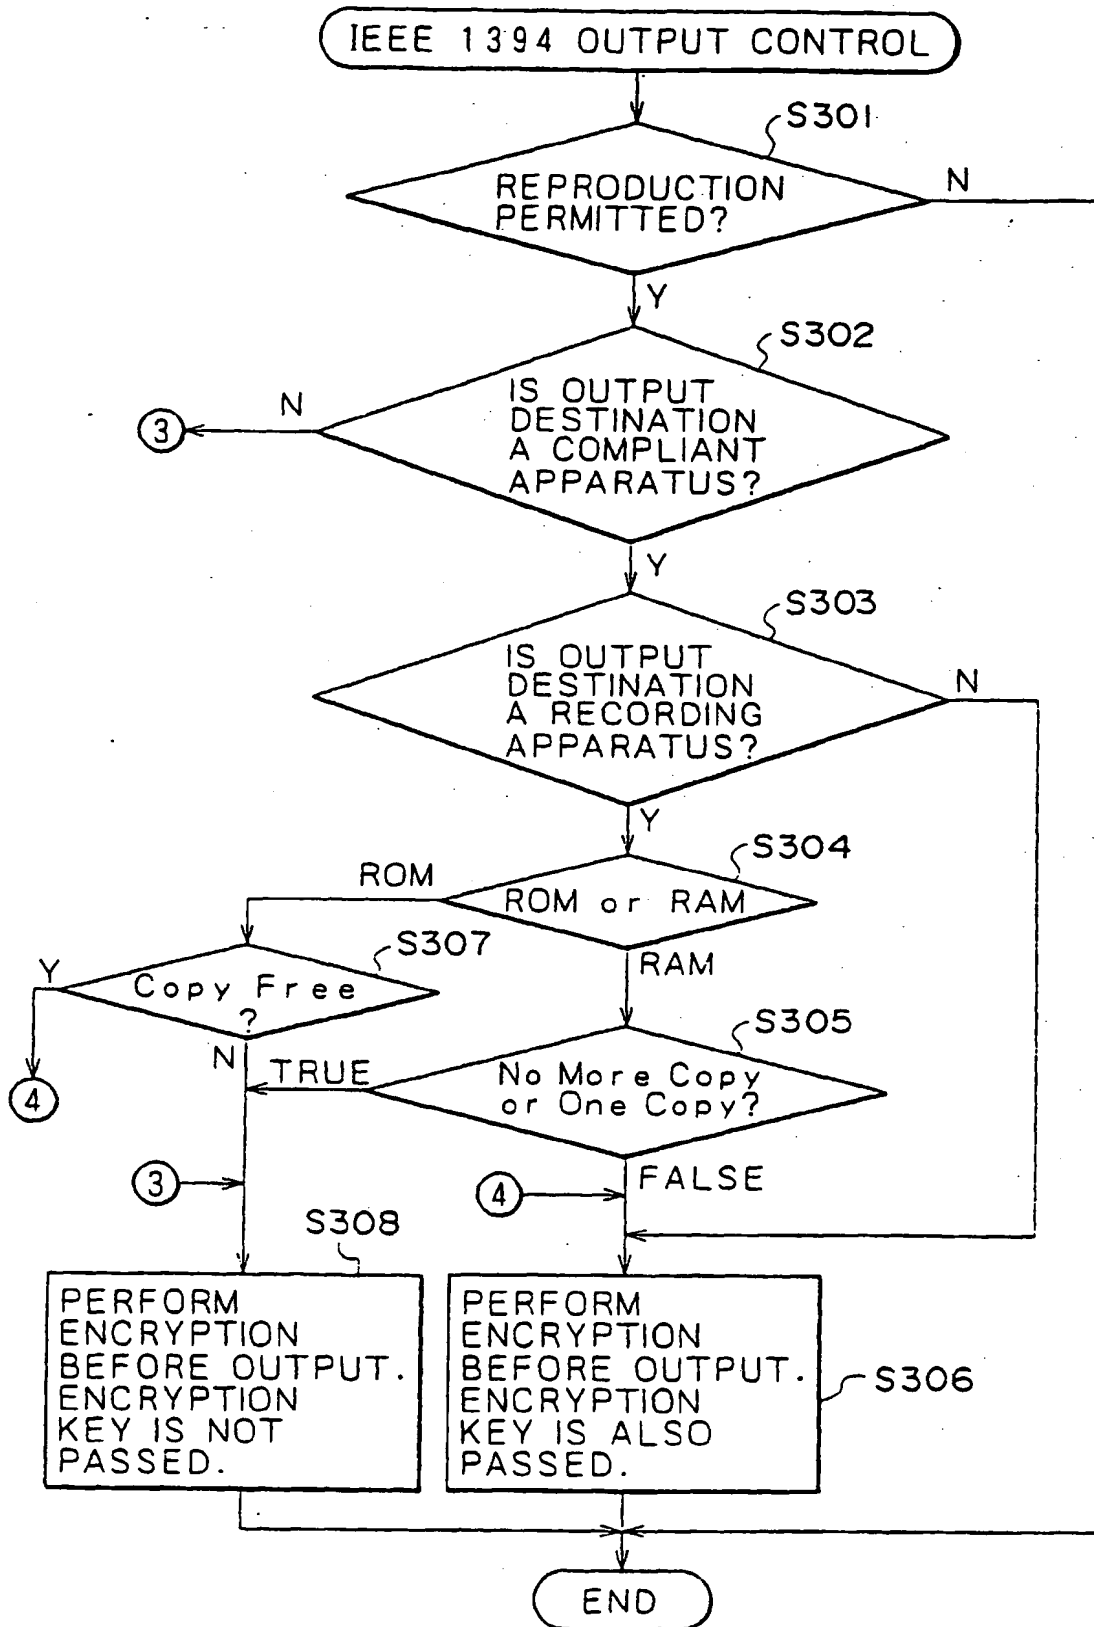 IEEE 1394 OUTPUT CONTROL
S301
REPRODUCTION
PERMITTED?
N
Y
S302
IS OUTPUT
DESTINATION
A COMPLIANT
APPARATUS?
N
3
Y
S303
IS OUTPUT
DESTINATION
A RECORDING
APPARATUS?
N
Y
S304
ROM or RAM
ROM
RAM
S307
Copy Free
?
Y
4
N
S305
No More Copy
or One Copy?
TRUE
FALSE
3
4
S308
PERFORM
ENCRYPTION
BEFORE OUTPUT.
ENCRYPTION
KEY IS NOT
PASSED.
PERFORM
ENCRYPTION
BEFORE OUTPUT.
ENCRYPTION
KEY IS ALSO
PASSED.
S306
END